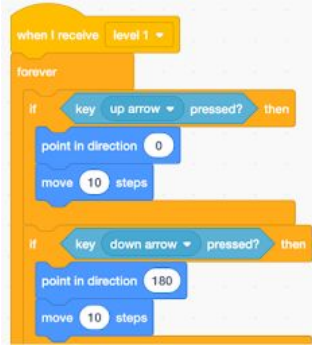 when I receive level 1
forever
if key up arrow pressed? then
point in direction 0
move 10 steps
if key down arrow pressed? then
point in direction 180
move 10 steps